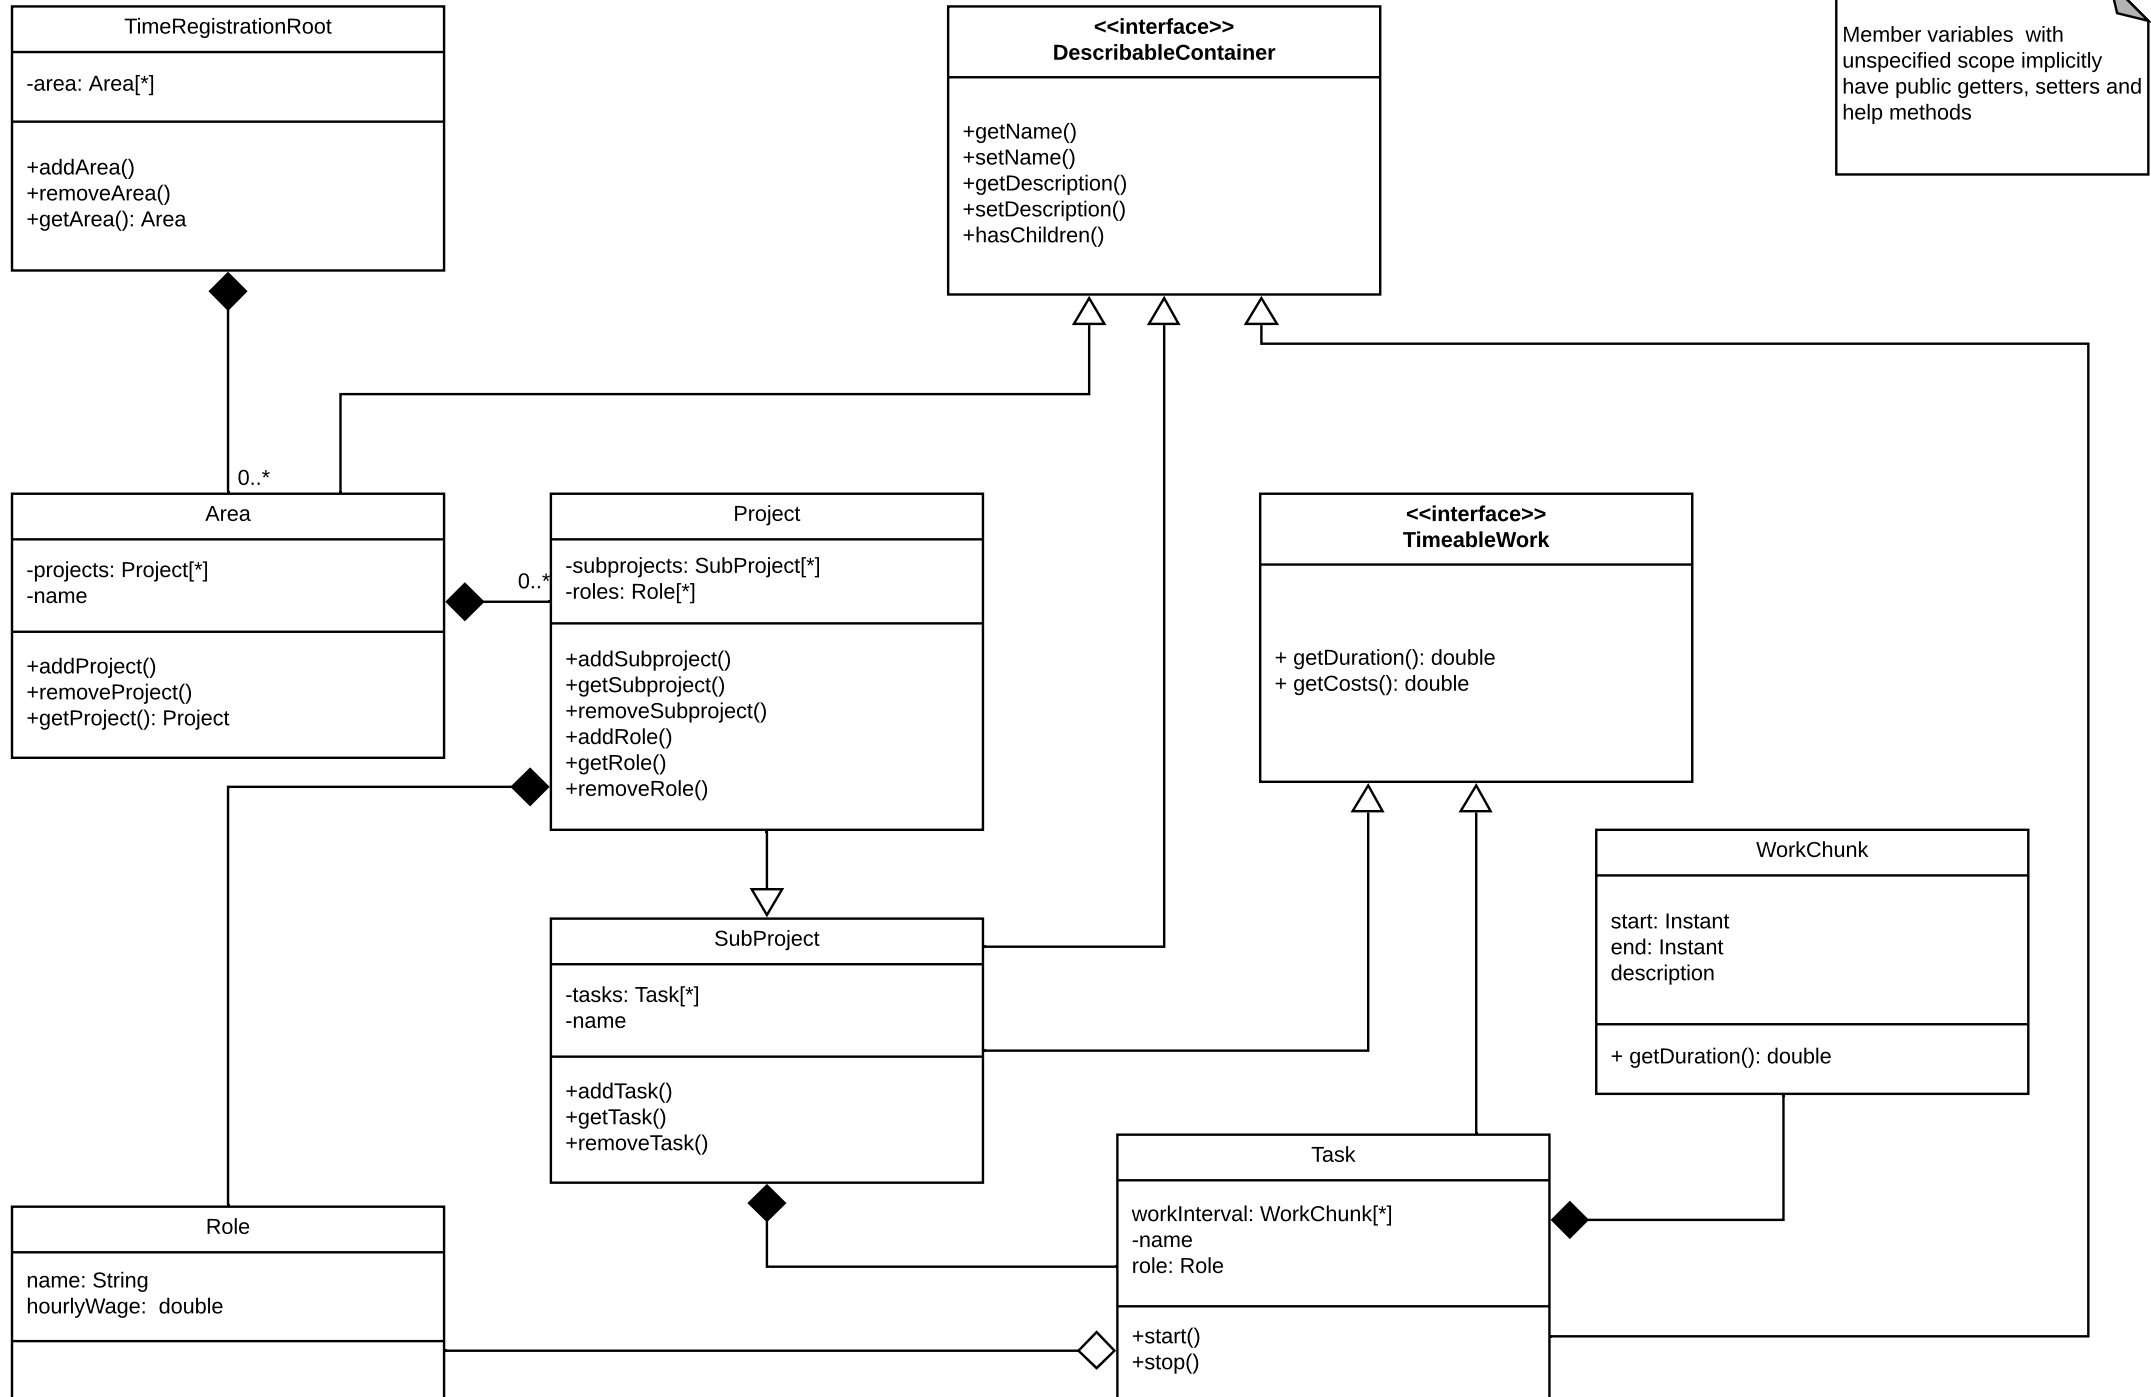 TimeRegistrationRoot
-area: Area[*]
+addArea()
+removeArea()
+getArea(): Area
<<interface>>
DescribableContainer
+getName()
+setName()
+getDescription()
+setDescription()
+hasChildren()
Member variables  with
unspecified scope implicitly
have public getters, setters and
help methods
0..*
Area
-projects: Project[*]
-name
+addProject()
+removeProject()
+getProject(): Project
0..*
Project
-subprojects: SubProject[*]
-roles: Role[*]
+addSubproject()
+getSubproject()
+removeSubproject()
+addRole()
+getRole()
+removeRole()
<<interface>>
TimeableWork
+ getDuration(): double
+ getCosts(): double
WorkChunk
start: Instant
end: Instant
description
+ getDuration(): double
SubProject
-tasks: Task[*]
-name
+addTask()
+getTask()
+removeTask()
Task
workInterval: WorkChunk[*]
-name
role: Role
+start()
+stop()
Role
name: String
hourlyWage:  double